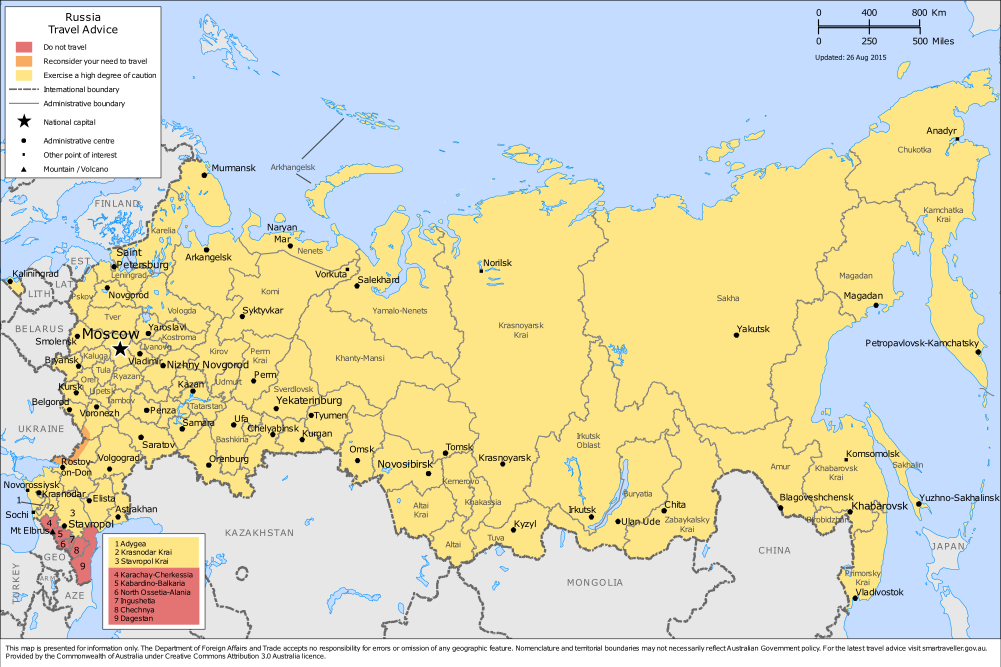 Russia
Travel Advice
Do not travel
Reconsider your need to travel
Exercise a high degree of caution
International boundary
Administrative boundary
National capital
Administrative centre
Other point of interest
Mountain / Volcano
0 400 800 Km
0 250 500 Miles
Updated: 26 Aug 2015
Anadyr
Chukotka
Arkhangelsk
Murmansk
FINLAND
Karelia
Kamchatka
Krai
Naryan
Mar
Nenets
Saint
Petersburg
Arkangelsk
EST
Leningrad
Kaliningrad
LAT
LITH
Pskov
Novgorod
Vorkuta
Salekhard
Norilsk
Magadan
Magadan
Komi
Yamalo-Nenets
Sakha
Tver
Vologda
Syktyvkar
Krasnoyarsk
Krai
Yakutsk
BELARUS
Smolensk
Moscow
Yaroslavl
Kostroma
Ivanovo
Petropavlovsk-Kamchatsky
Kaluga
Vladimir
Nizhny Novgorod
Kirov
Perm
Krai
Khanty-Mansi
Bryansk
Tula
Ryazan
Orel
Kursk
Lipets
Kazan
Udmurt
Perm
Sverdlovsk
Belgorod
Tambov
Voronezh
Penza
Tatarstan
Yekaterinburg
Tyumen
UKRAINE
Samara
Ufa
Chelyabinsk
Kurgan
Bashkiria
Saratov
Orenburg
Omsk
Tomsk
Novosibirsk
Krasnoyarsk
Irkutsk
Oblast
Komsomolsk
Amur
Khabarovsk
Krai
Sakhalin
Rostov
-on-Don
Volgograd
Kemerovo
Khakassia
Buryatia
Novorossiysk
Krasnodar
Elista
Astrakhan
Altai
Krai
Altai
Tuva
Kyzyl
Irkutsk
Ulan Ude
Chita
Zabaykalsky
Krai
Blagoveshchensk
Birobidzhan
Khabarovsk
Yuzhno-Sakhalinsk
1
2
3
Sochi
Stavropol
Mt Elbrus
4
5
6
7
8
9
GEO
ARM
AZE
TURKEY
KAZAKHSTAN
MONGOLIA
CHINA
JAPAN
Primorsky
Krai
Vladivostok
1 Adygea
2 Krasnodar Krai
3 Stavropol Krai
4 Karachay-Cherkessia
5 Kabardino-Balkaria
6 North Ossetia-Alania
7 Ingushetia
8 Chechnya
9 Dagestan
This map is presented for information only. The Department of Foreign Affairs and Trade accepts no responsibility for errors or omission of any geographic feature. Nomenclature and territorial boundaries may not necessarily reflect Australian Government policy. For the latest travel advice visit smartraveller.gov.au.
Provided by the Commonwealth of Australia under Creative Commons Attribution 3.0 Australia licence.